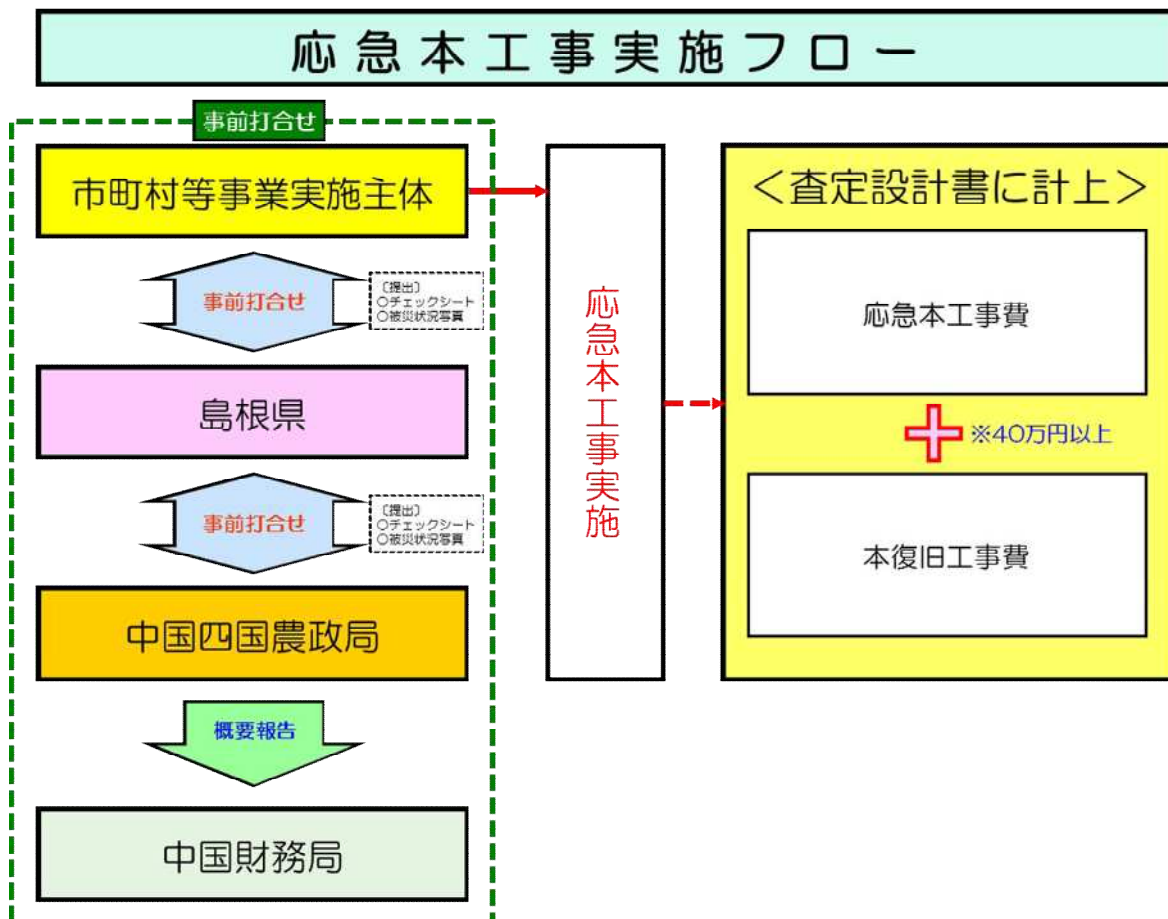 応急本工事実施フロー
事前打合せ
市町村等事業実施主体
事前打合せ
〔提出〕
○チェックシート
○被災状況写真
島根県
事前打合せ
〔提出〕
○チェックシート
○被災状況写真
中国四国農政局
概要報告
中国財務局
応急本工事実施
＜査定設計書に計上＞
応急本工事費
※40万円以上
本復旧工事費